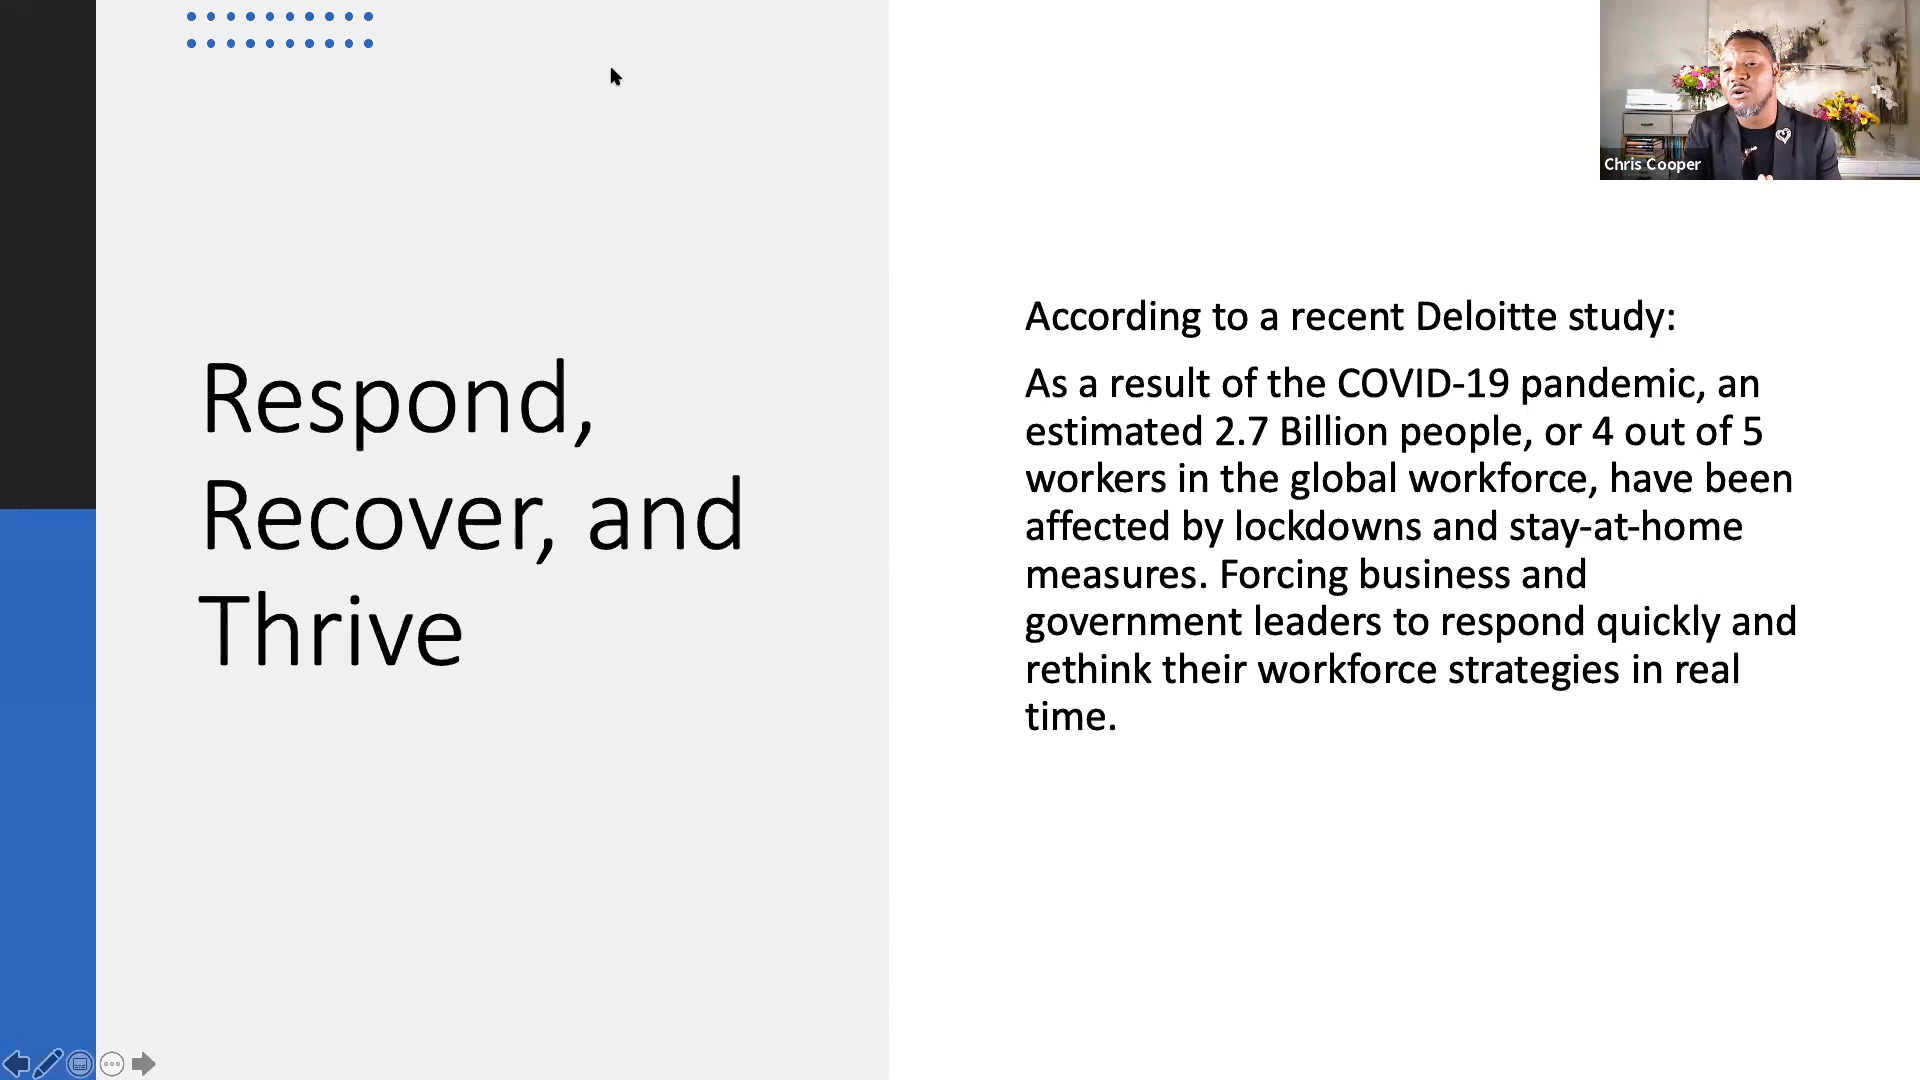 Respond,
Recover, and
Thrive
According to a recent Deloitte study:
As a result of the COVID-19 pandemic, an
estimated 2.7 Billion people, or 4 out of 5
workers in the global workforce, have been
affected by lockdowns and stay-at-home
measures. Forcing business and
government leaders to respond quickly and
rethink their workforce strategies in real
time.
Chris Cooper